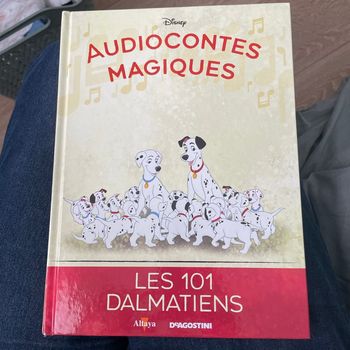 Disney
AUDIOCONTES
MAGIQUES
LES 101
DALMATIENS
Altaya DeAGOSTINI